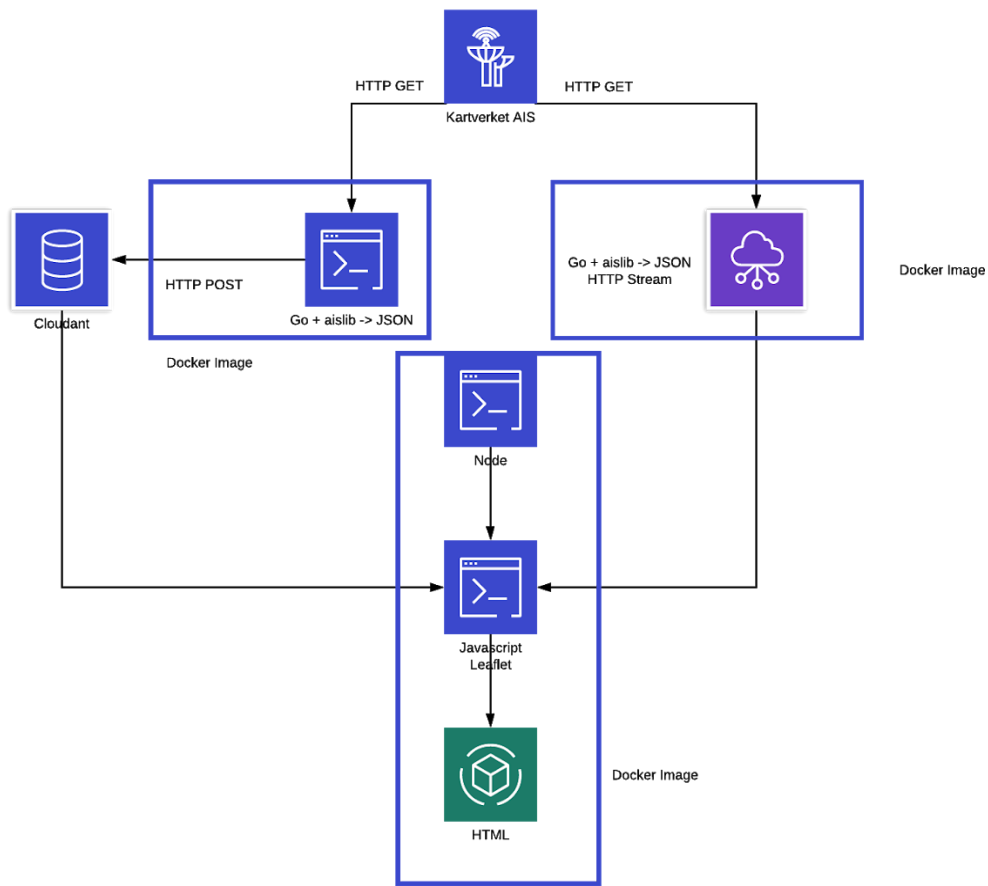 HTTP GET
HTTP GET
Kartverket AIS
Go + aislib -> JSON
HTTP Stream
Docker Image
HTTP POST
Go + aislib -> JSON
Cloudant
Docker Image
Node
Javascript
Leaflet
Docker Image
HTML